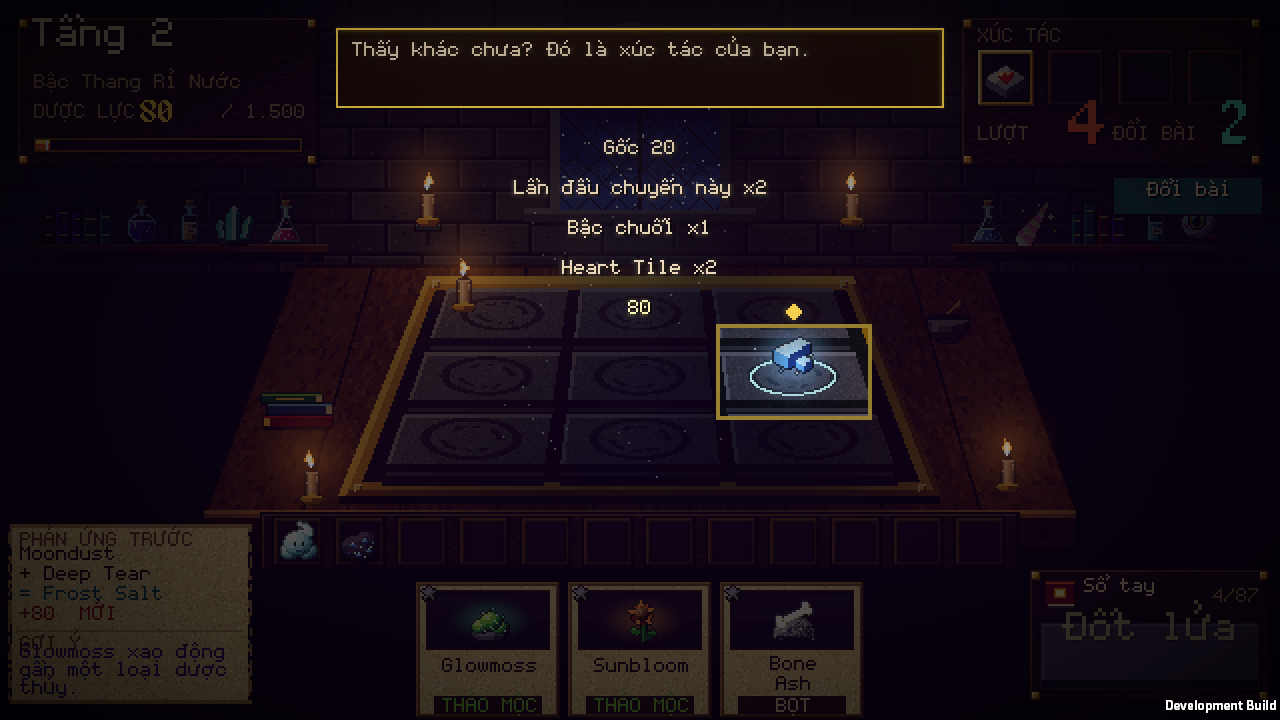 Tầng 2
Bậc Thang Rỉ Nước
DƯỢC LỰC 80 / 1.500
Thấy khác chưa? Đó là xúc tác của bạn.
XÚC TÁC
LƯỢT 4 ĐỔI BÀI 2
Đổi bài
Gốc 20
Lần đầu chuyến này x2
Bậc chuỗi x1
Heart Tile x2
80
PHẢN ỨNG TRƯỚC
Moondust
+ Deep Tear
= Frost Salt
+80 MỚI
GỢI Ý
Glowmoss xao động
gần một loại dược
thủy.
Glowmoss
THẢO MỘC
Sunbloom
THẢO MỘC
Bone
Ash
BỘT
Sổ tay
4/87
Đốt lửa
Development Build